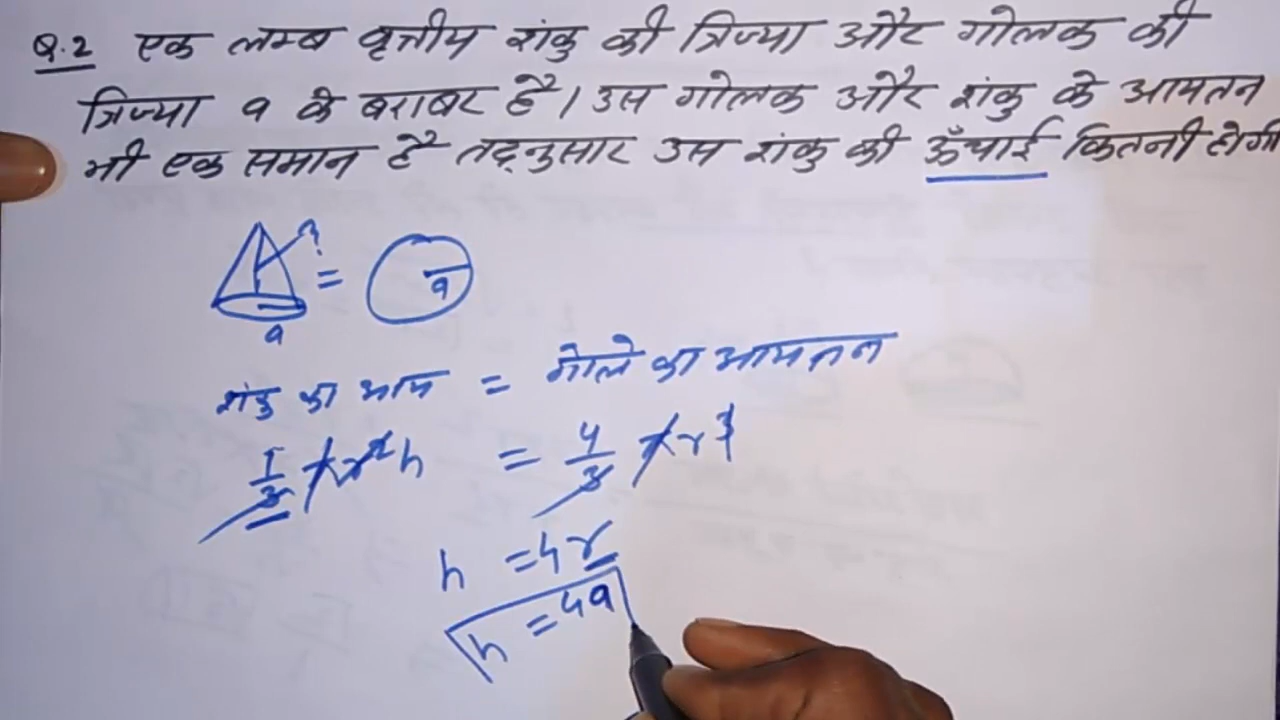 Q.2 एक लम्ब वृत्तीय शंकु की त्रिज्या और गोलक की
त्रिज्या a के बराबर है। उस गोलक और शंकु के आयतन
भी एक समान है तद्नुसार उस शंकु की ऊँचाई कितनी होगी
? = a
a
शंकु का आय = गोले का आयतन
1/3 πr²h = 4/3 πr³
h = 4r
h = 4a